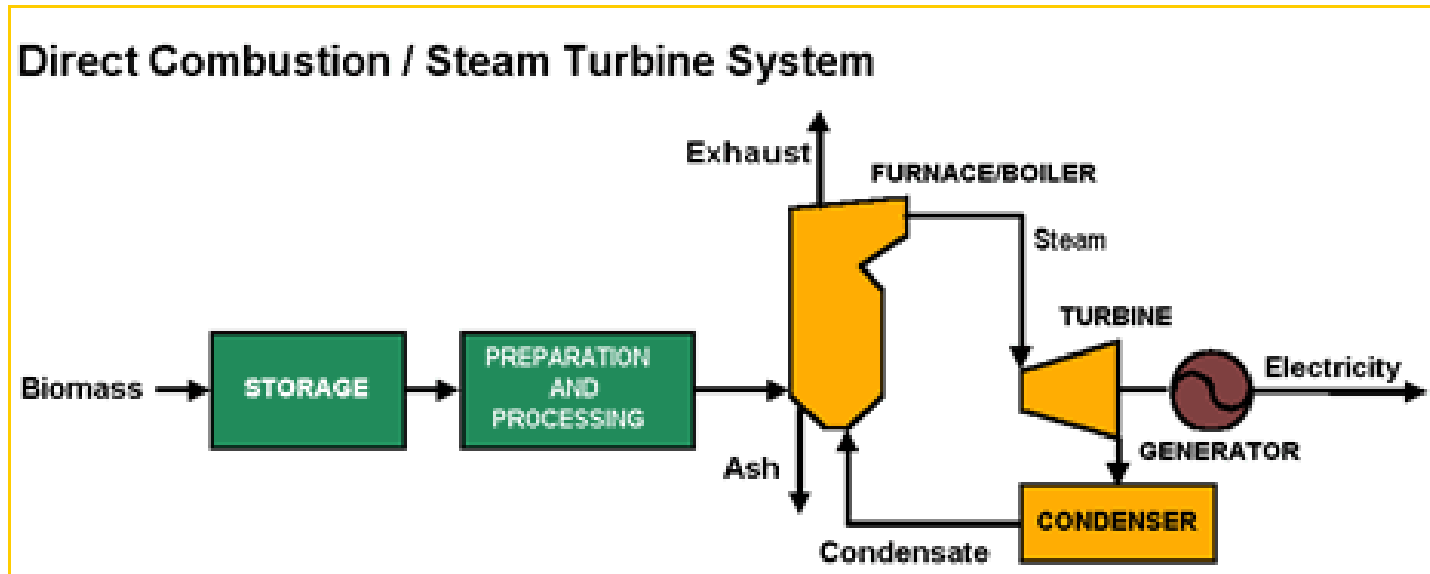 Direct Combustion / Steam Turbine System
Exhaust
FURNACE/BOILER
Steam
TURBINE
Electricity
Biomass
STORAGE
PREPARATION
AND
PROCESSING
GENERATOR
Ash
CONDENSER
Condensate